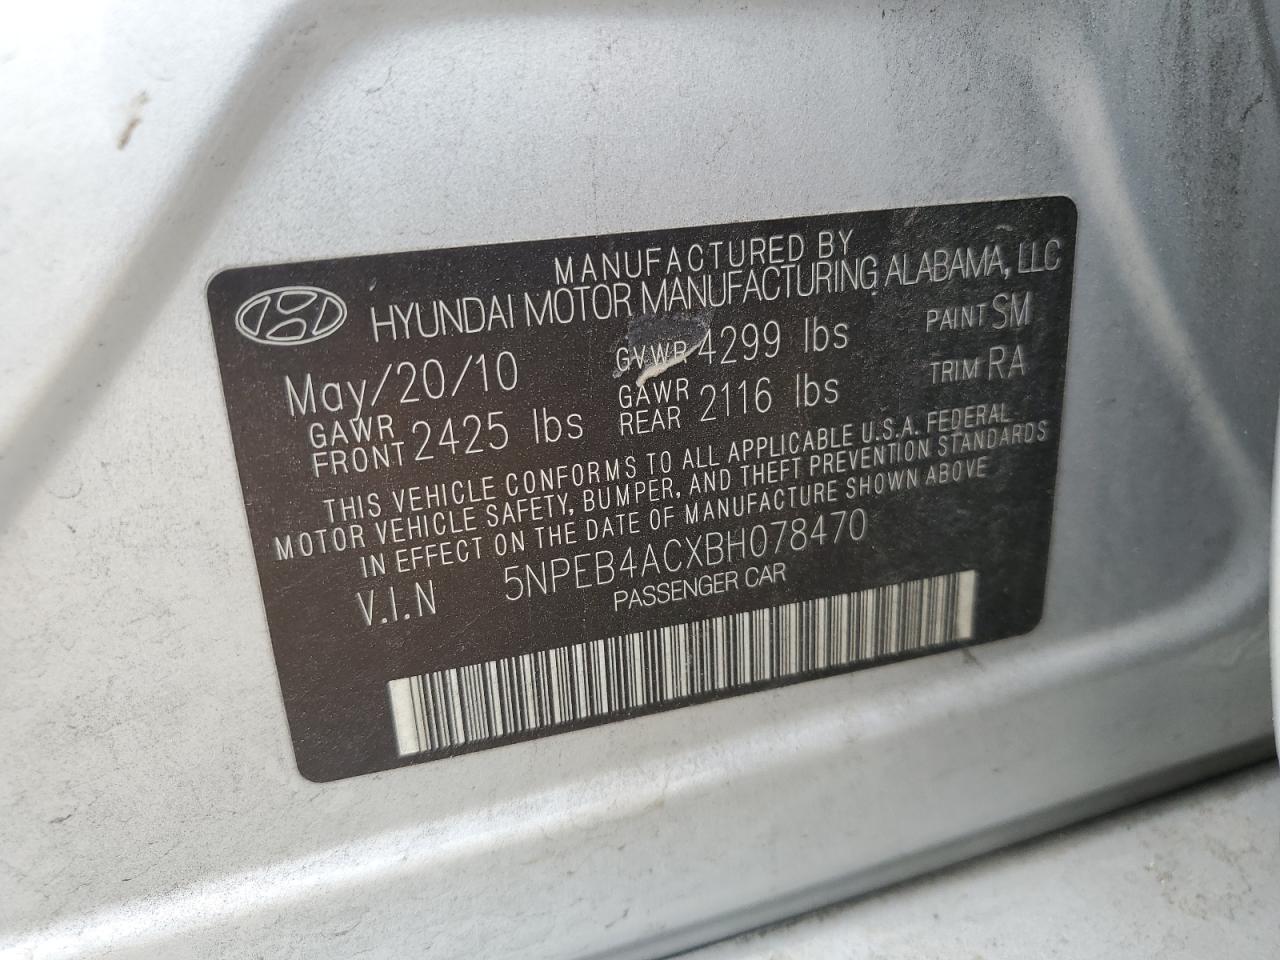 MANUFACTURED BY
HYUNDAI MOTOR MANUFACTURING ALABAMA, LLC
May/20/10 GVWR 4299 lbs PAINT SM
GAWR FRONT 2425 lbs GAWR REAR 2116 lbs TRIM RA
THIS VEHICLE CONFORMS TO ALL APPLICABLE U.S.A. FEDERAL
MOTOR VEHICLE SAFETY, BUMPER, AND THEFT PREVENTION STANDARDS
IN EFFECT ON THE DATE OF MANUFACTURE SHOWN ABOVE
V.I.N 5NPEB4ACXBH078470
PASSENGER CAR